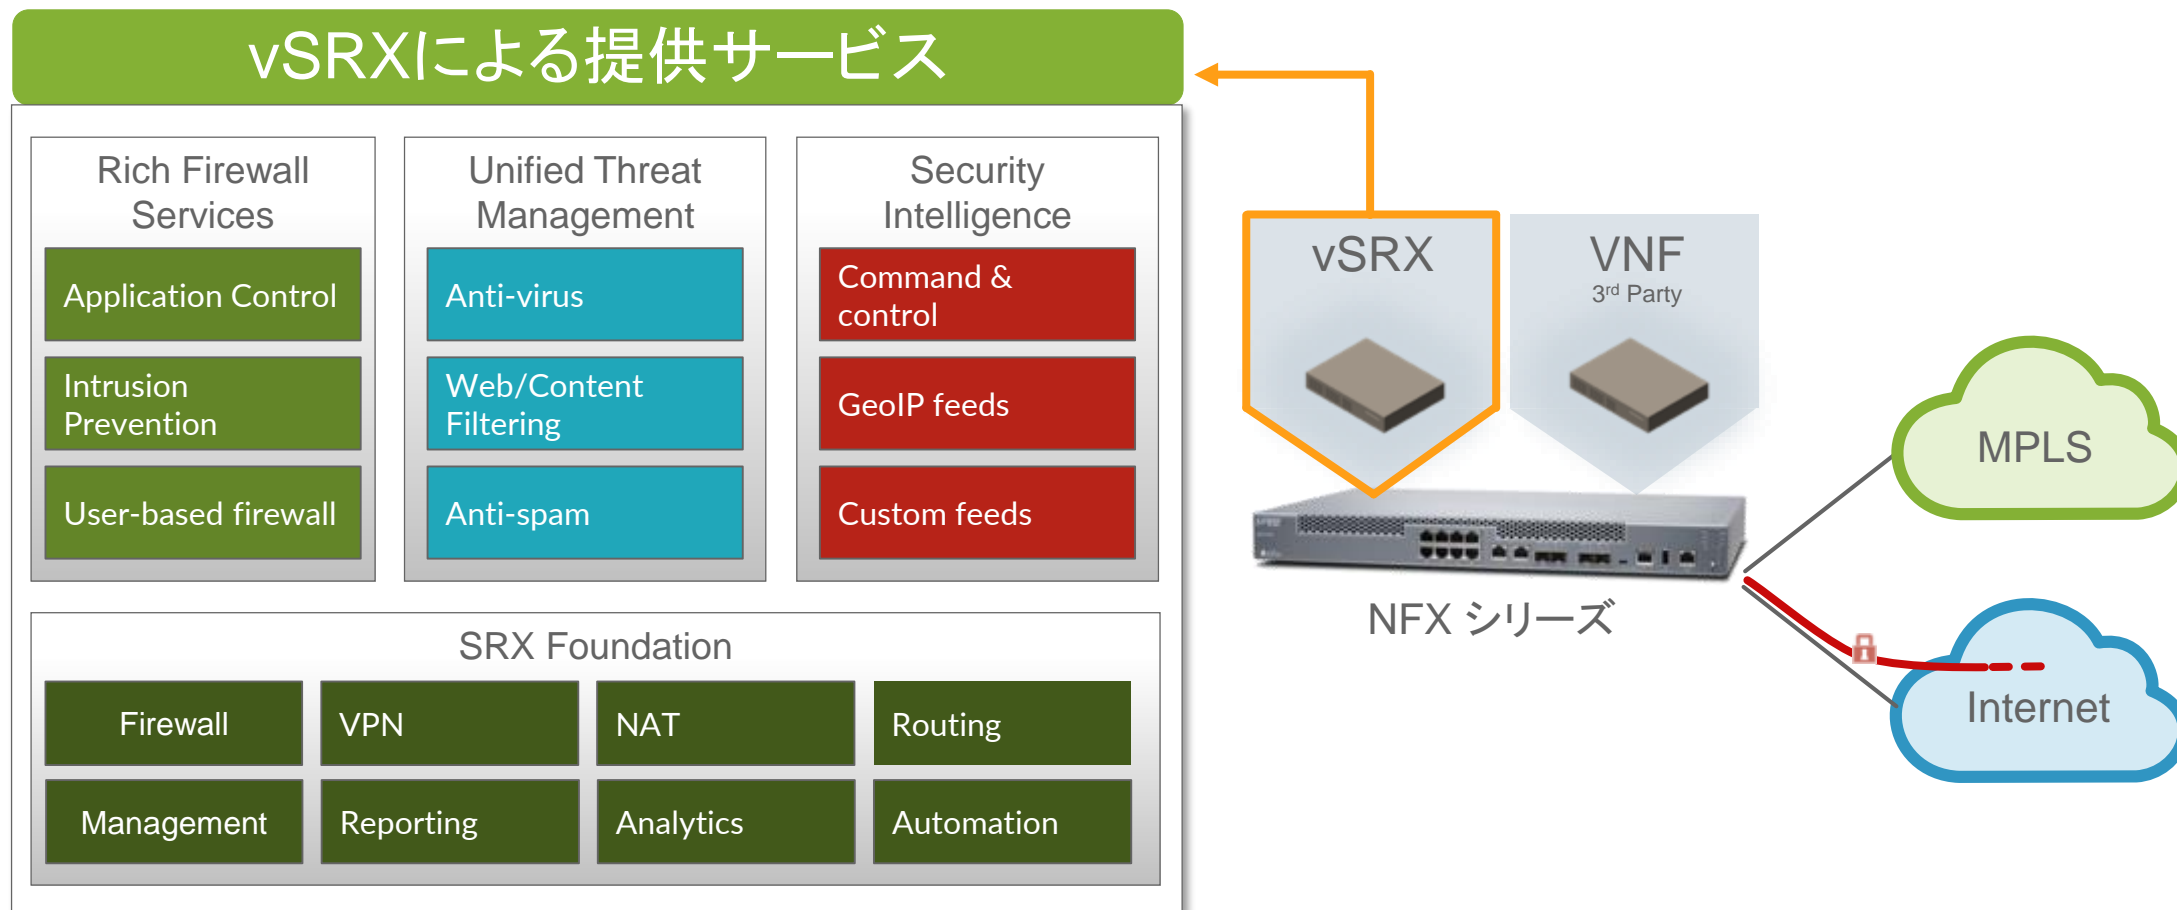 vSRXによる提供サービス
Rich Firewall
Services
Application Control
Intrusion
Prevention
User-based firewall
Unified Threat
Management
Anti-virus
Web/Content
Filtering
Anti-spam
Security
Intelligence
Command &
control
GeoIP feeds
Custom feeds
SRX Foundation
Firewall
VPN
NAT
Routing
Management
Reporting
Analytics
Automation
vSRX
VNF
3rd Party
NFX シリーズ
MPLS
Internet